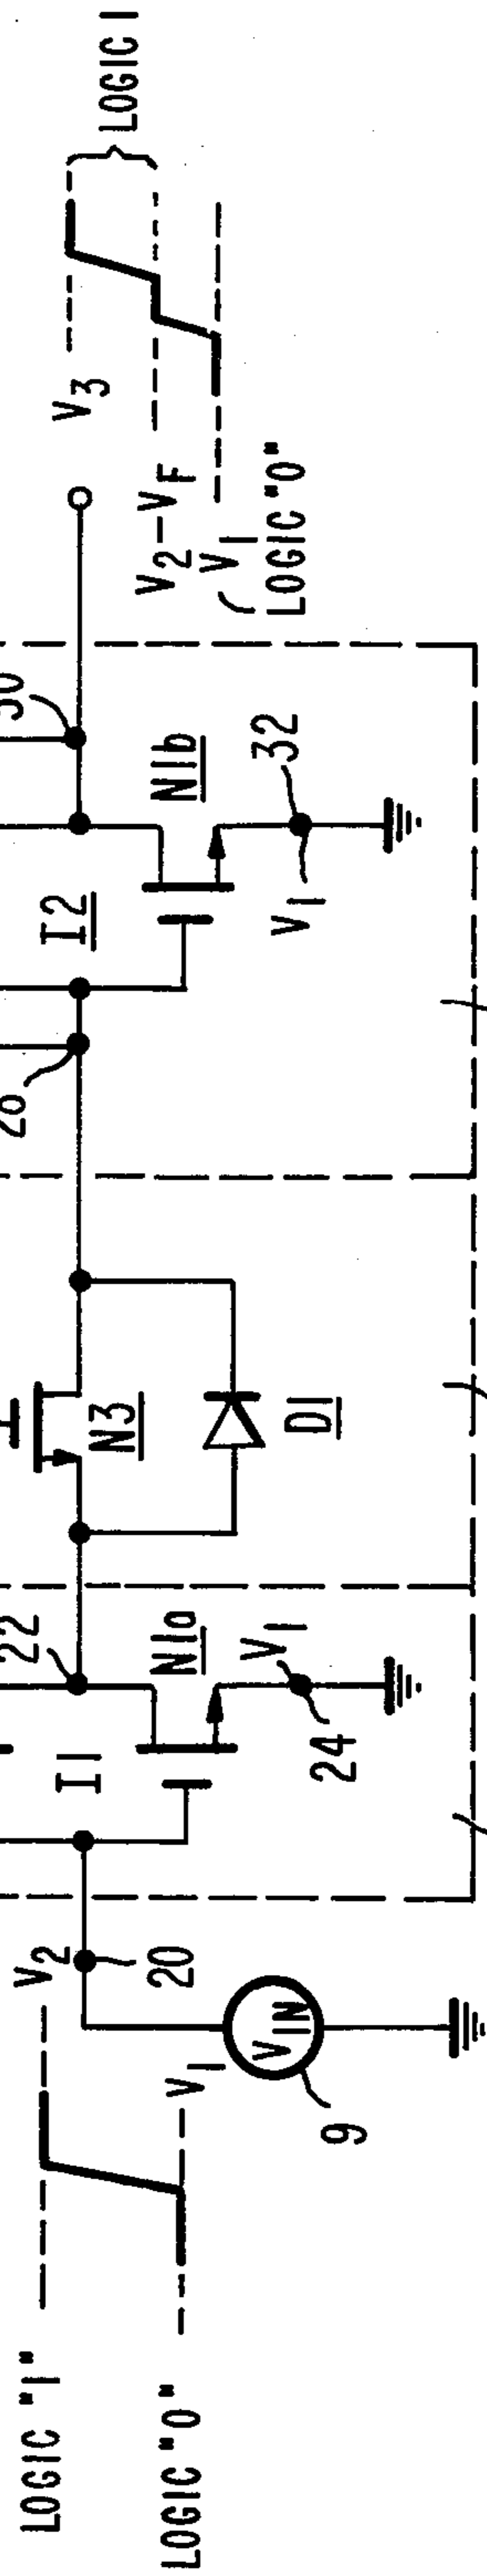 LOGIC "1"
LOGIC "0"
V2
V1
20
VIN
9
I1
22
N1a
V1
24
N3
D1
I2
N1b
V1
32
V3
V2-VF
V1
LOGIC "0"
LOGIC 1